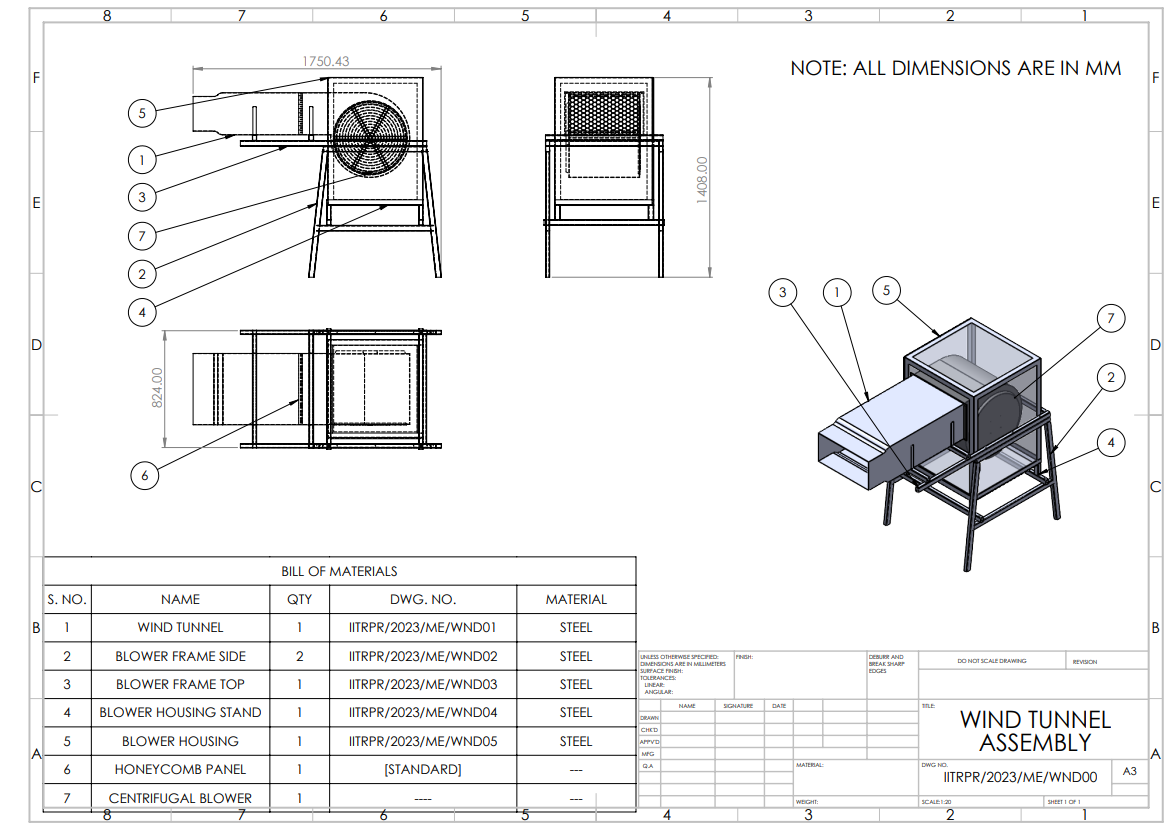 8 7 6 5 4 3 2 1
NOTE: ALL DIMENSIONS ARE IN MM
F F
E E
D D
C C
B B
A A
1750.43
5
1
3
7
2
4
1408.00
824.00
6
3 1 5 7 2 4
BILL OF MATERIALS
S. NO. NAME QTY DWG. NO. MATERIAL
1 WIND TUNNEL 1 IITRPR/2023/ME/WND01 STEEL
2 BLOWER FRAME SIDE 2 IITRPR/2023/ME/WND02 STEEL
3 BLOWER FRAME TOP 1 IITRPR/2023/ME/WND03 STEEL
4 BLOWER HOUSING STAND 1 IITRPR/2023/ME/WND04 STEEL
5 BLOWER HOUSING 1 IITRPR/2023/ME/WND05 STEEL
6 HONEYCOMB PANEL 1 [STANDARD] ---
7 CENTRIFUGAL BLOWER 1 ---- ---
UNLESS OTHERWISE SPECIFIED:
DIMENSIONS ARE IN MILLIMETERS
SURFACE FINISH:
TOLERANCES:
LINEAR:
ANGULAR:
FINISH:
DEBURR AND
BREAK SHARP
EDGES
DO NOT SCALE DRAWING
REVISION
NAME SIGNATURE DATE
DRAWN
CHK'D
APPV'D
MFG
Q.A
MATERIAL:
WEIGHT:
TITLE:
WIND TUNNEL
ASSEMBLY
DWG NO.
IITRPR/2023/ME/WND00
A3
SCALE:1:20
SHEET 1 OF 1
8 7 6 5 4 3 2 1